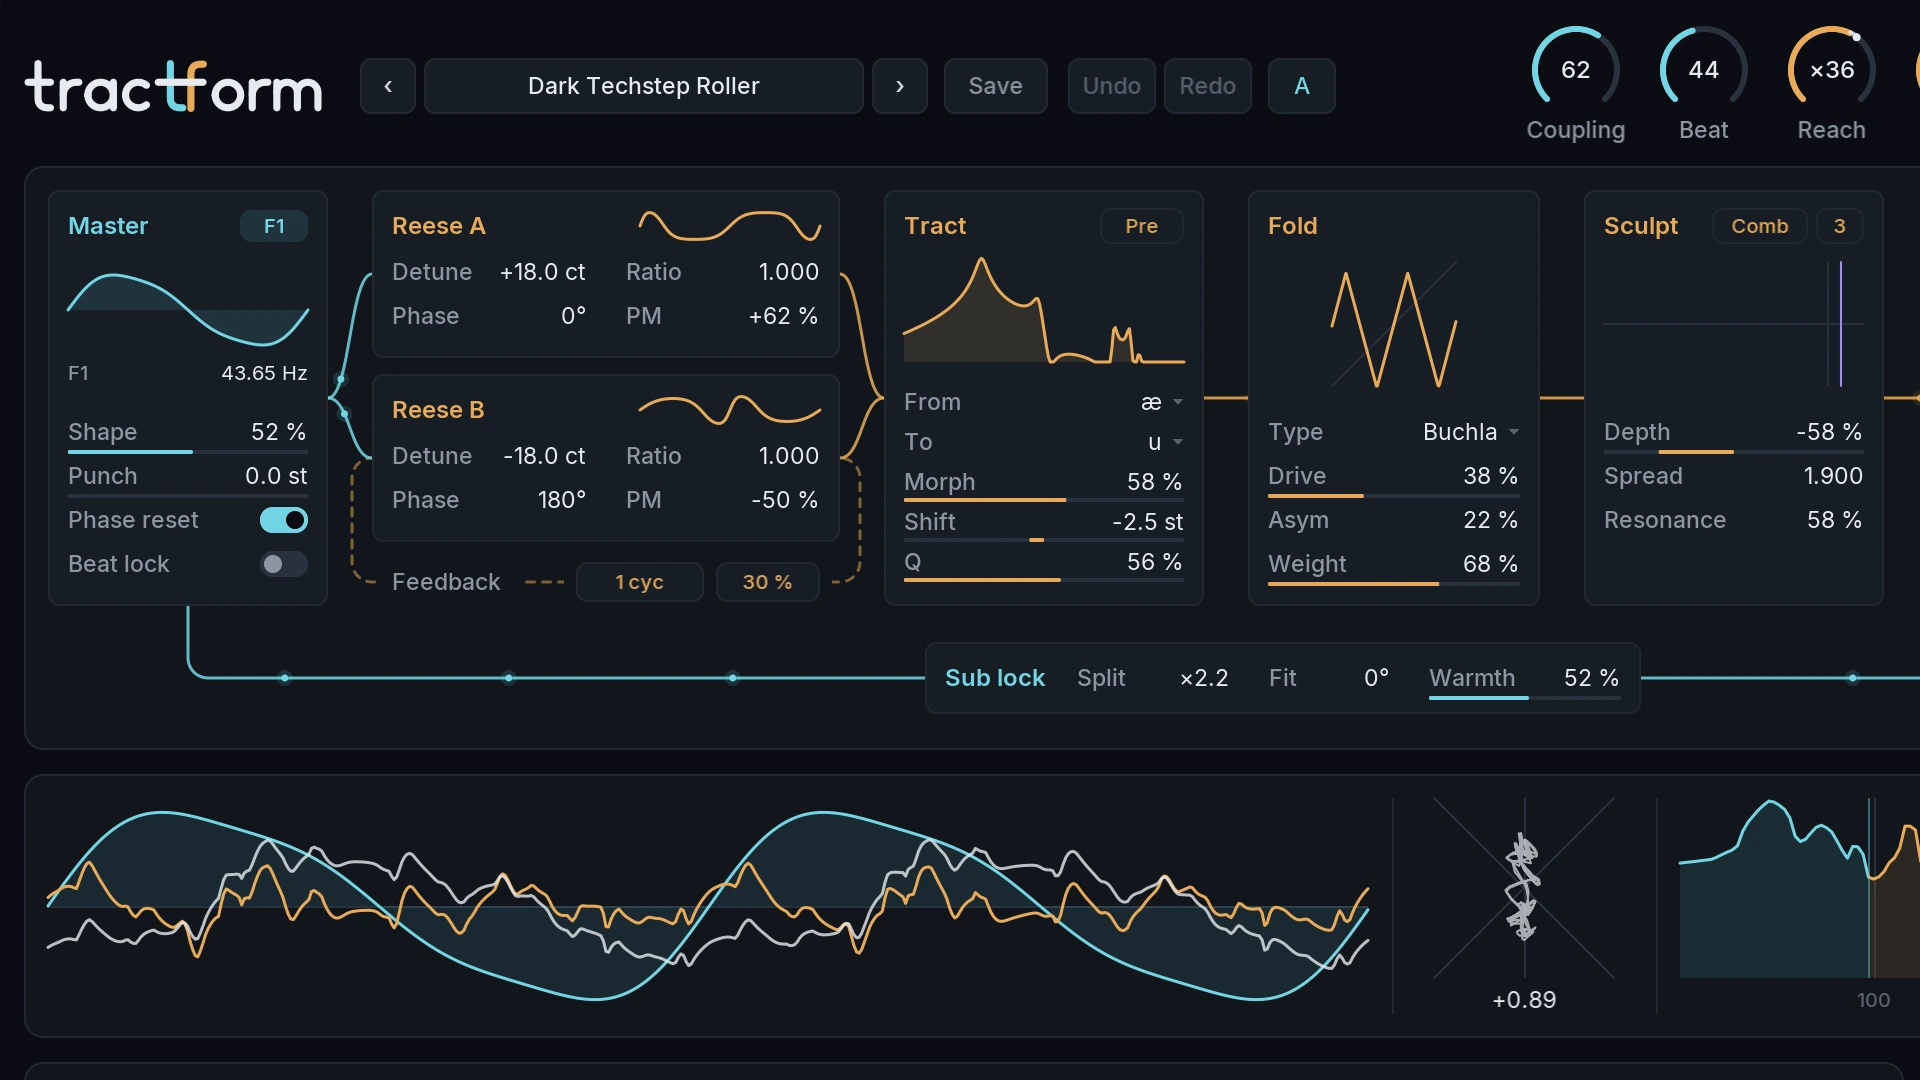 tractform
‹ Dark Techstep Roller › Save Undo Redo A
62 44 ×36
Coupling Beat Reach
Master F1
F1 43.65 Hz
Shape 52 %
Punch 0.0 st
Phase reset
Beat lock
Reese A
Detune +18.0 ct Ratio 1.000
Phase 0° PM +62 %
Reese B
Detune -18.0 ct Ratio 1.000
Phase 180° PM -50 %
Feedback 1 cyc 30 %
Tract Pre
From æ
To u
Morph 58 %
Shift -2.5 st
Q 56 %
Fold
Type Buchla
Drive 38 %
Asym 22 %
Weight 68 %
Sculpt Comb 3
Depth -58 %
Spread 1.900
Resonance 58 %
Sub lock Split ×2.2 Fit 0° Warmth 52 %
+0.89
100